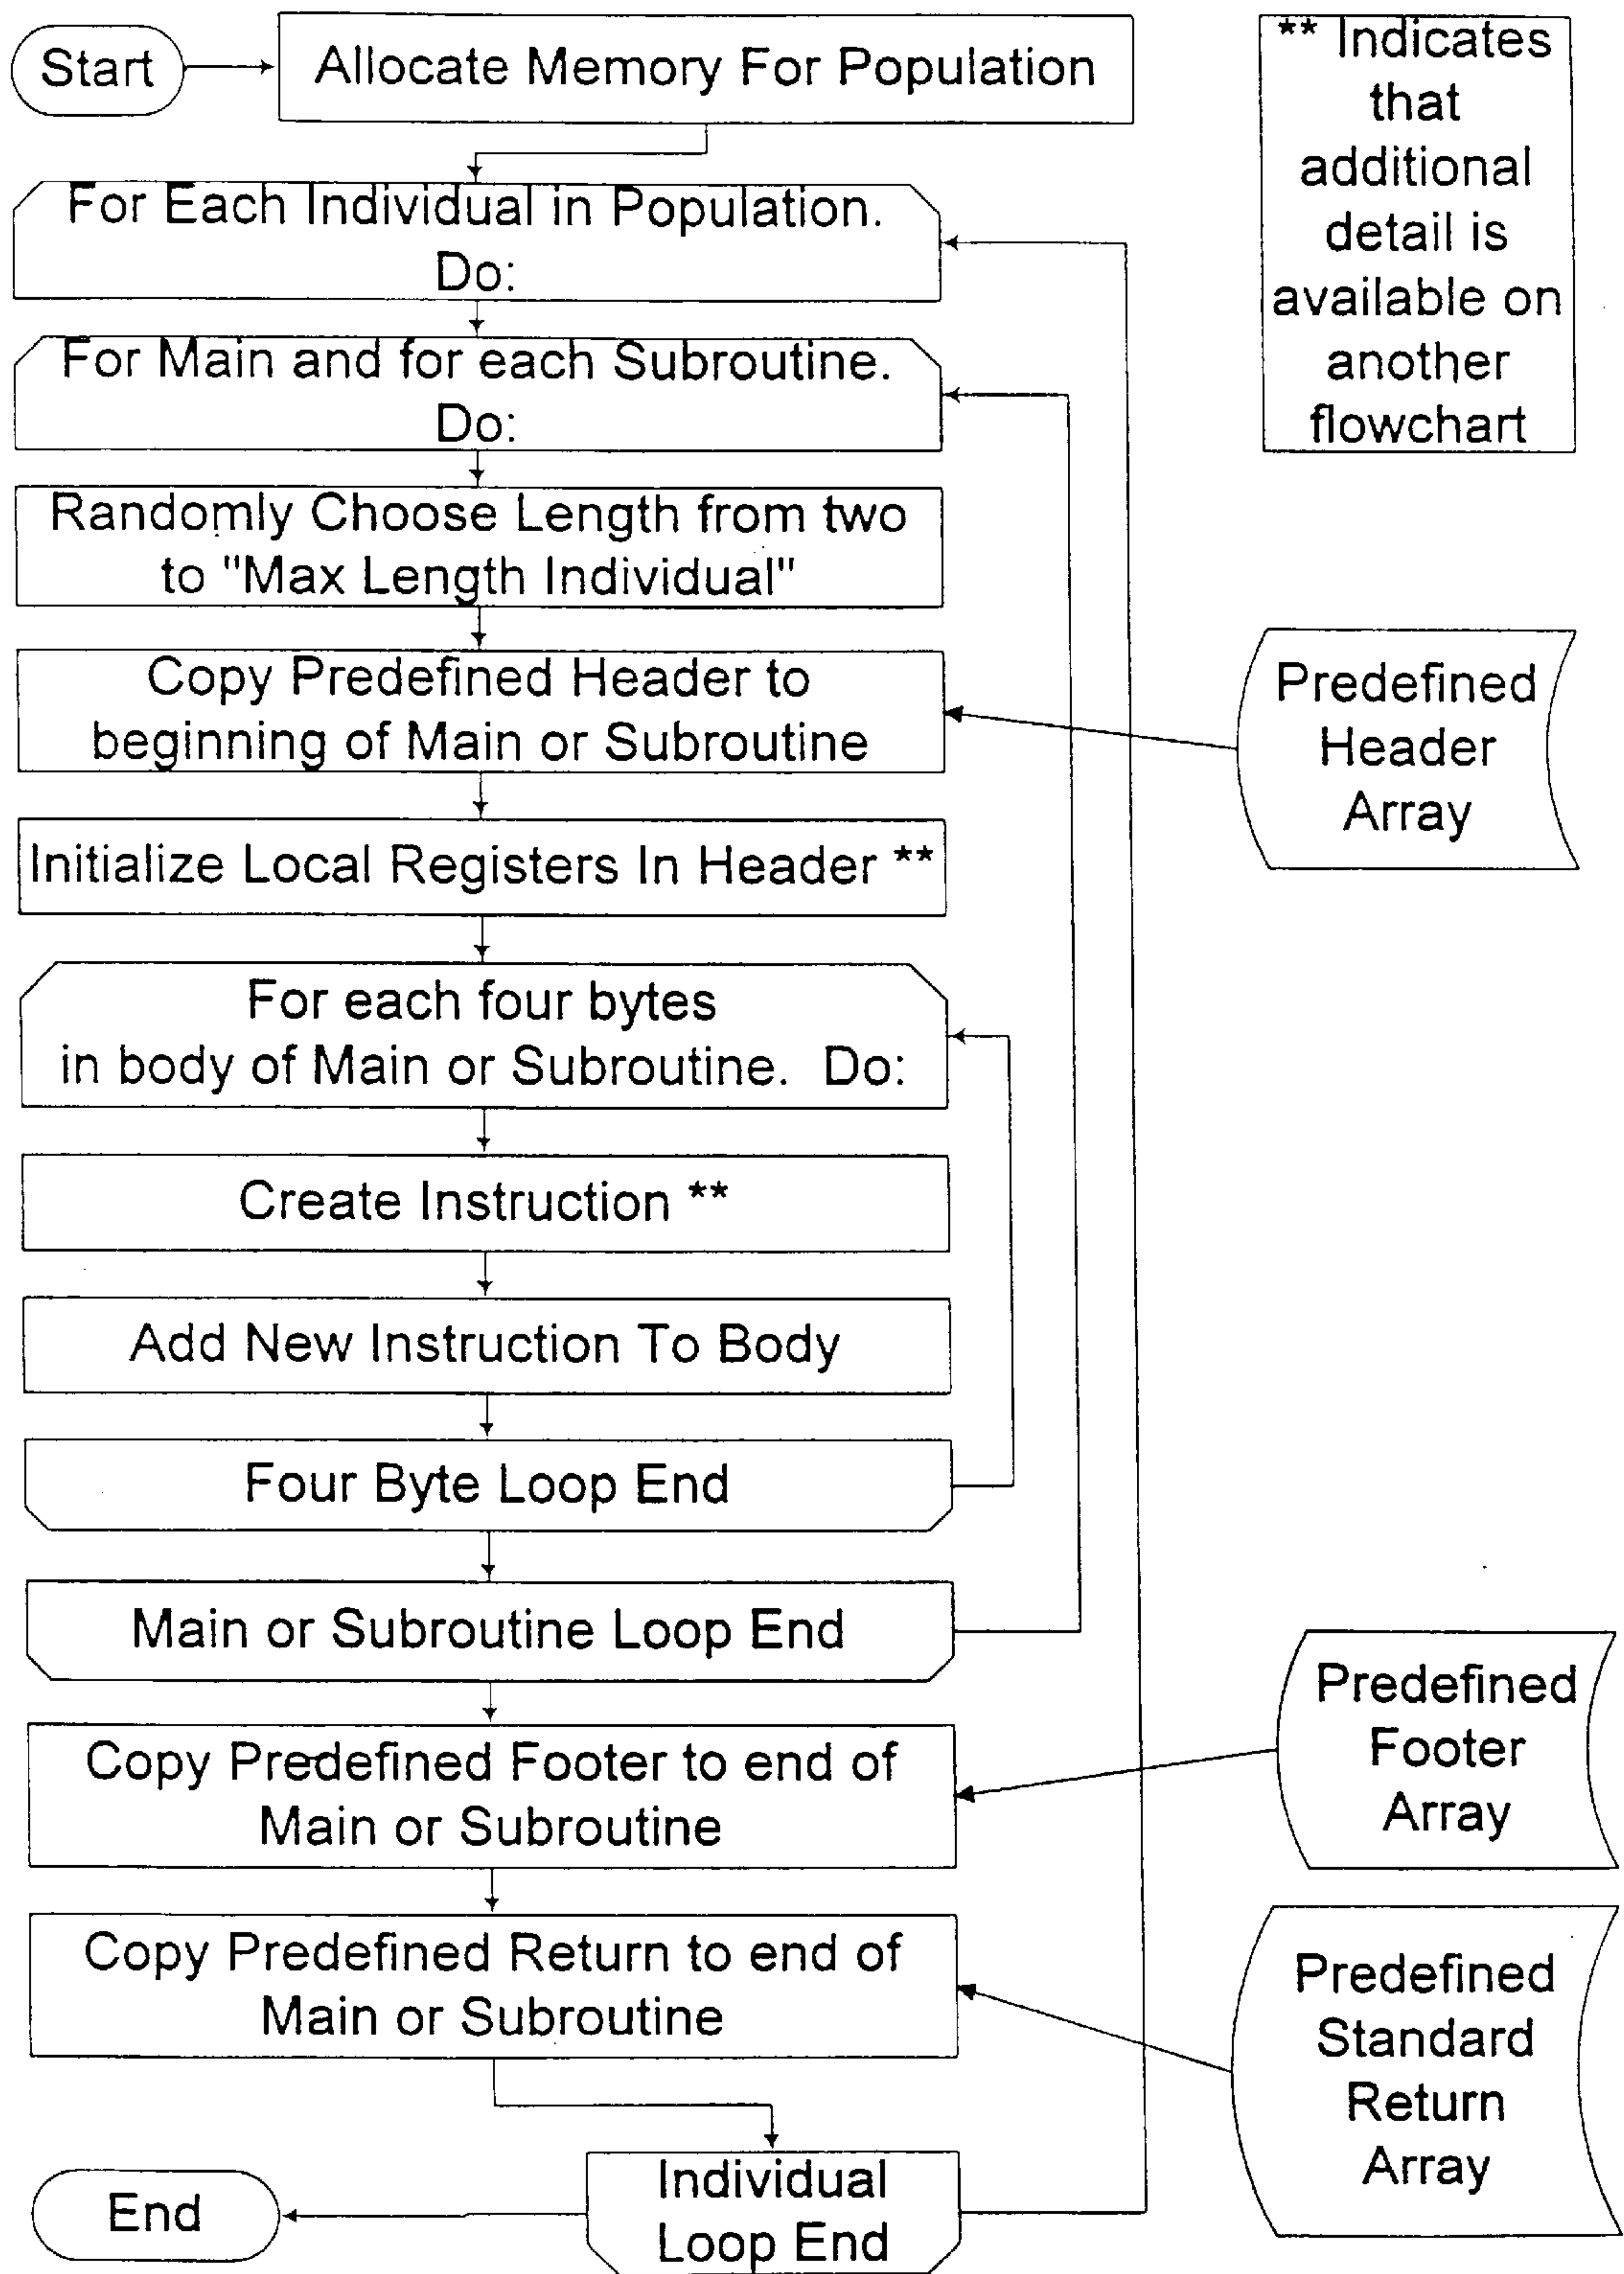 Start
Allocate Memory For Population
** Indicates
that
additional
detail is
available on
another
flowchart
For Each Individual in Population.
Do:
For Main and for each Subroutine.
Do:
Randomly Choose Length from two
to "Max Length Individual"
Copy Predefined Header to
beginning of Main or Subroutine
Predefined
Header
Array
Initialize Local Registers In Header **
For each four bytes
in body of Main or Subroutine. Do:
Create Instruction **
Add New Instruction To Body
Four Byte Loop End
Main or Subroutine Loop End
Copy Predefined Footer to end of
Main or Subroutine
Predefined
Footer
Array
Copy Predefined Return to end of
Main or Subroutine
Predefined
Standard
Return
Array
Individual
Loop End
End